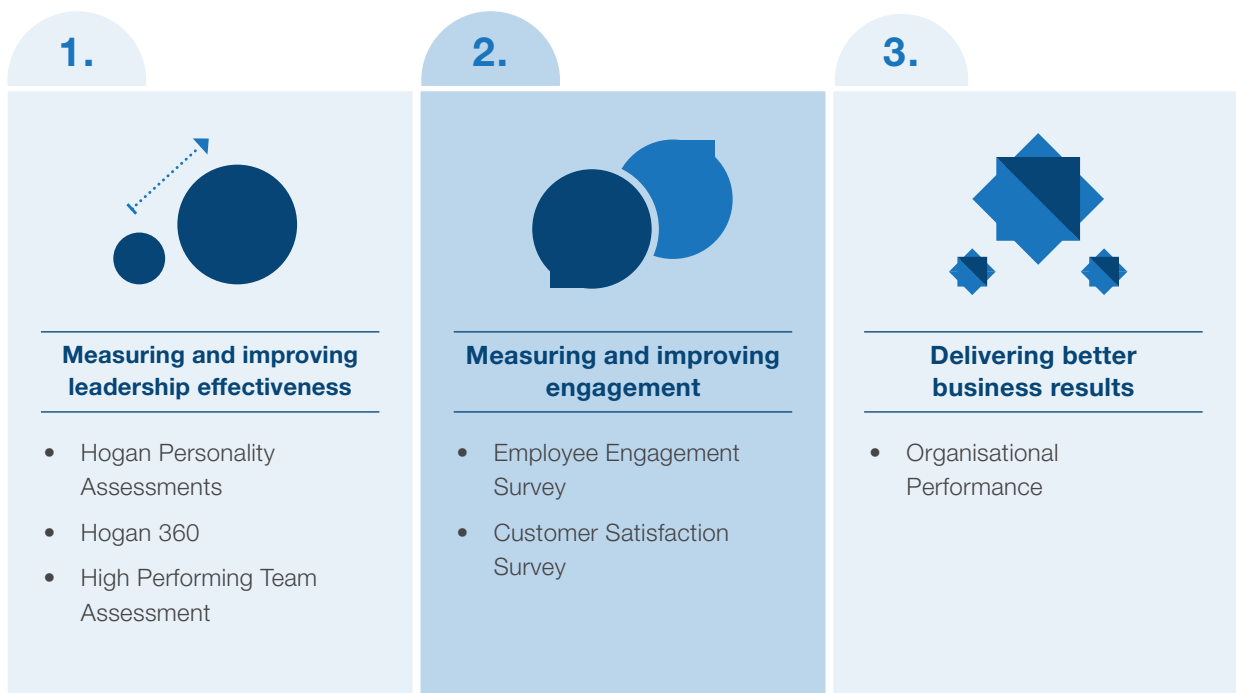 1.
Measuring and improving
leadership effectiveness
• Hogan Personality
Assessments
• Hogan 360
• High Performing Team
Assessment
2.
Measuring and improving
engagement
• Employee Engagement
Survey
• Customer Satisfaction
Survey
3.
Delivering better
business results
• Organisational
Performance